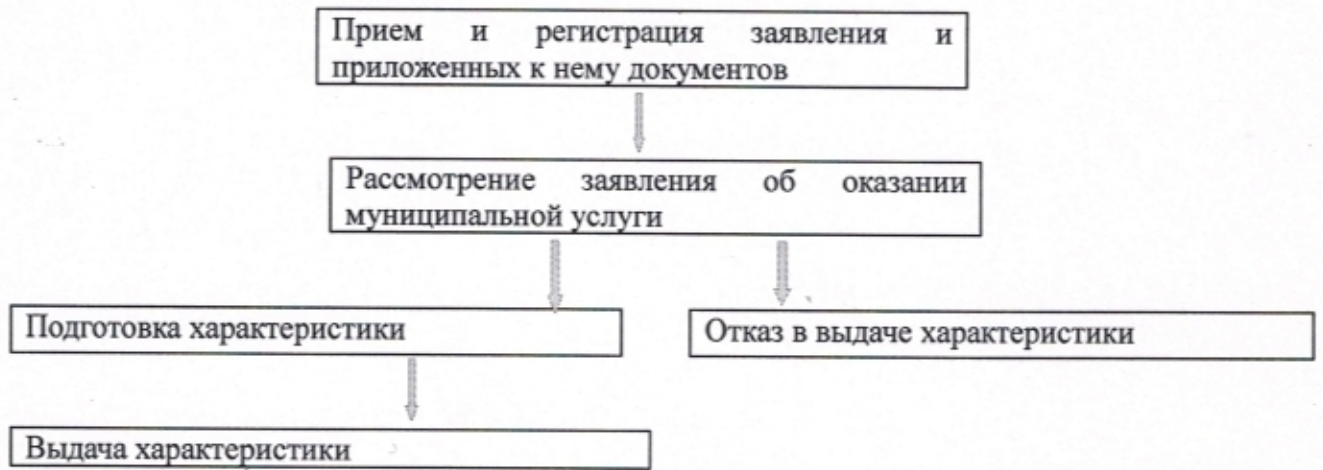 Прием и регистрация заявления и
приложенных к нему документов
Рассмотрение заявления об оказании
муниципальной услуги
Подготовка характеристики
Отказ в выдаче характеристики
Выдача характеристики